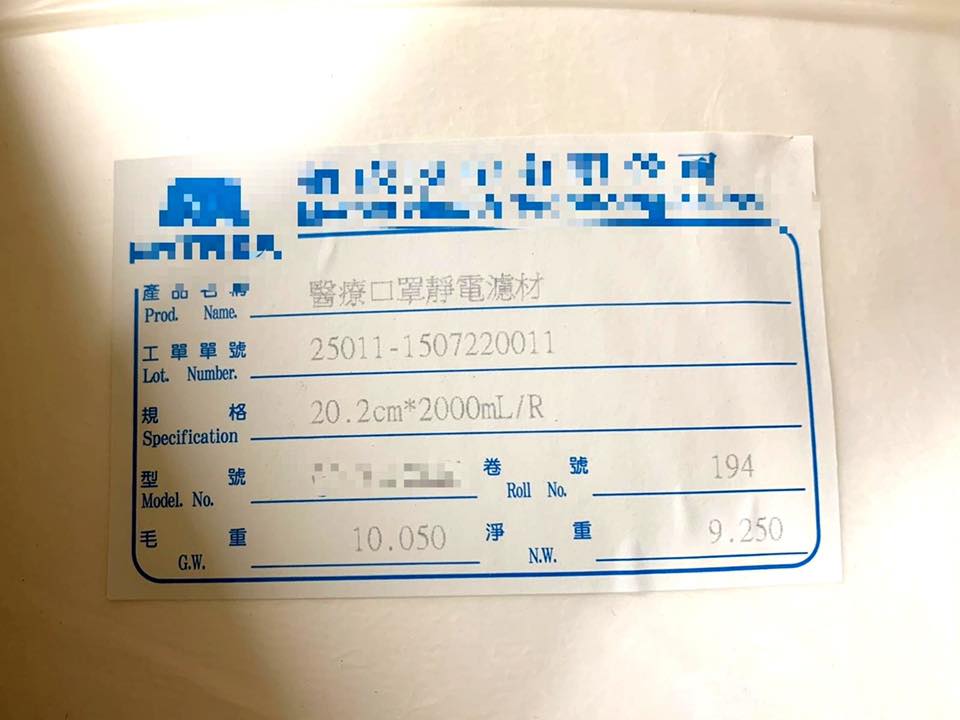 產品名稱 醫療口罩靜電濾材
Prod. Name.
工單單號 25011-1507220011
Lot. Number.
規格 20.2cm*2000mL/R
Specification
型號 卷號 194
Model. No. Roll No.
毛重 10.050 淨重 9.250
G.W. N.W.